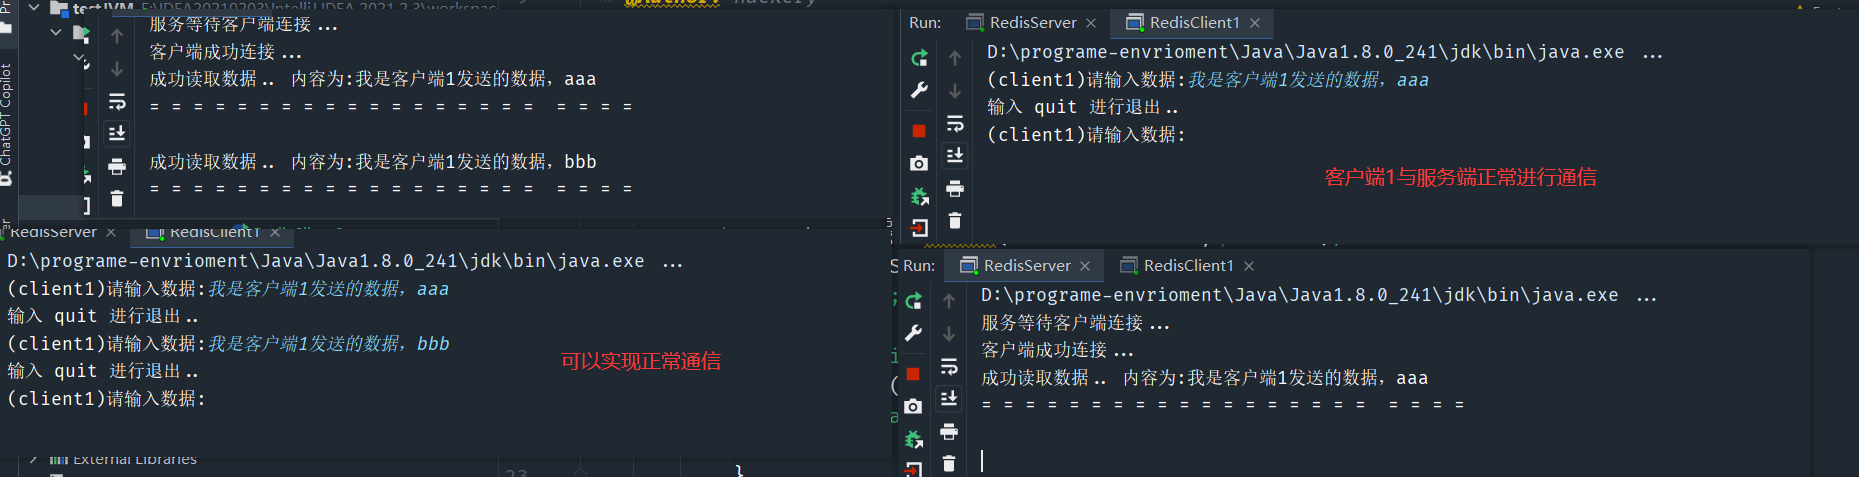 testJVM E:\IDEA20210203\IntelliJ IDEA 2021.2.3\workspac
服务等待客户端连接...
客户端成功连接...
成功读取数据.. 内容为:我是客户端1发送的数据，aaa
= = = = = = = = = = = = = = = = = =  = = = =
成功读取数据.. 内容为:我是客户端1发送的数据，bbb
= = = = = = = = = = = = = = = = = =  = = = =
ChatGPT Copilot
Run: RedisServer × RedisClient1 ×
D:\programe-envrioment\Java\Java1.8.0_241\jdk\bin\java.exe ...
(client1)请输入数据:我是客户端1发送的数据，aaa
输入 quit 进行退出..
(client1)请输入数据:
客户端1与服务端正常进行通信
RedisServer × RedisClient1 ×
D:\programe-envrioment\Java\Java1.8.0_241\jdk\bin\java.exe ...
(client1)请输入数据:我是客户端1发送的数据，aaa
输入 quit 进行退出..
(client1)请输入数据:我是客户端1发送的数据，bbb
输入 quit 进行退出..
(client1)请输入数据:
可以实现正常通信
External Libraries
23
}
Run: RedisServer × RedisClient1 ×
D:\programe-envrioment\Java\Java1.8.0_241\jdk\bin\java.exe ...
服务等待客户端连接...
客户端成功连接...
成功读取数据.. 内容为:我是客户端1发送的数据，aaa
= = = = = = = = = = = = = = = = = =  = = = =